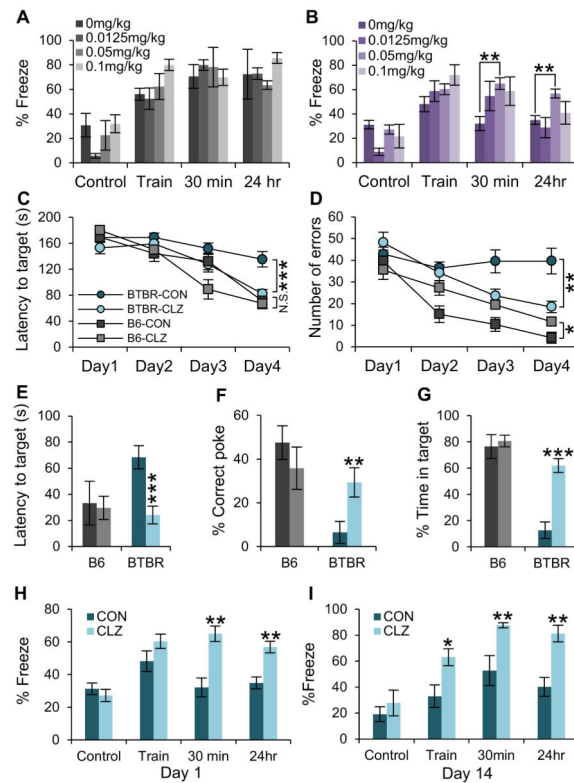 A
0mg/kg
0.0125mg/kg
0.05mg/kg
0.1mg/kg
% Freeze
100
80
60
40
20
0
Control Train 30 min 24 hr
B
0mg/kg
0.0125mg/kg
0.05mg/kg
0.1mg/kg
**
**
% Freeze
100
80
60
40
20
0
Control Train 30 min 24hr
C
Latency to target (s)
200
160
120
80
40
0
BTBR-CON
BTBR-CLZ
B6-CON
B6-CLZ
***
N.S.
Day1 Day2 Day3 Day4
D
Number of errors
60
50
40
30
20
10
0
**
*
Day1 Day2 Day3 Day4
E
Latency to target (s)
100
80
60
40
20
0
***
B6 BTBR
F
% Correct poke
60
40
20
0
**
B6 BTBR
G
% Time in target
100
80
60
40
20
0
***
B6 BTBR
H
CON
CLZ
% Freeze
100
80
60
40
20
0
**
**
Control Train 30 min 24hr
Day 1
I
CON
CLZ
%Freeze
100
80
60
40
20
0
*
**
**
Control Train 30min 24hr
Day 14